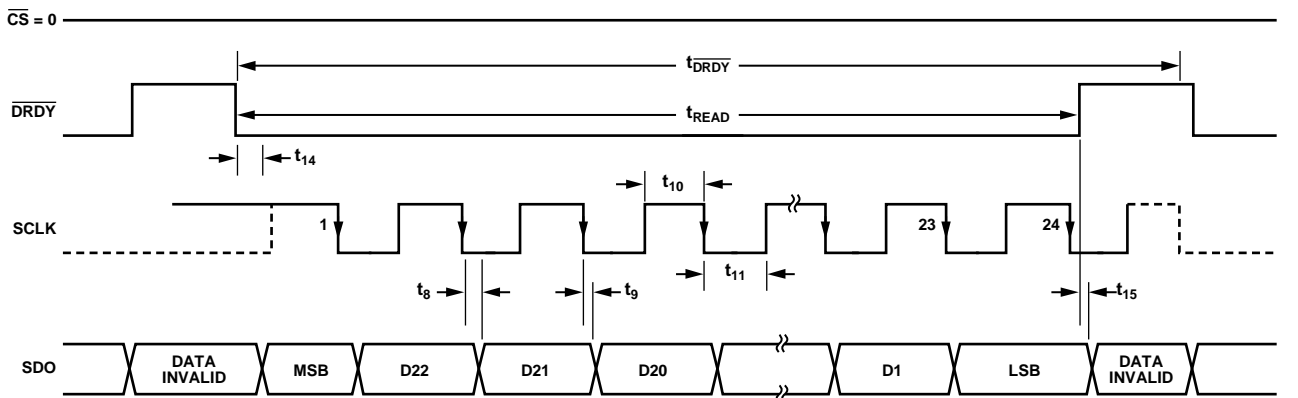 CS = 0
tDRDY
DRDY
tREAD
t14
t10
SCLK
1
23
24
t8
t9
t11
t15
SDO
DATA
INVALID
MSB
D22
D21
D20
D1
LSB
DATA
INVALID